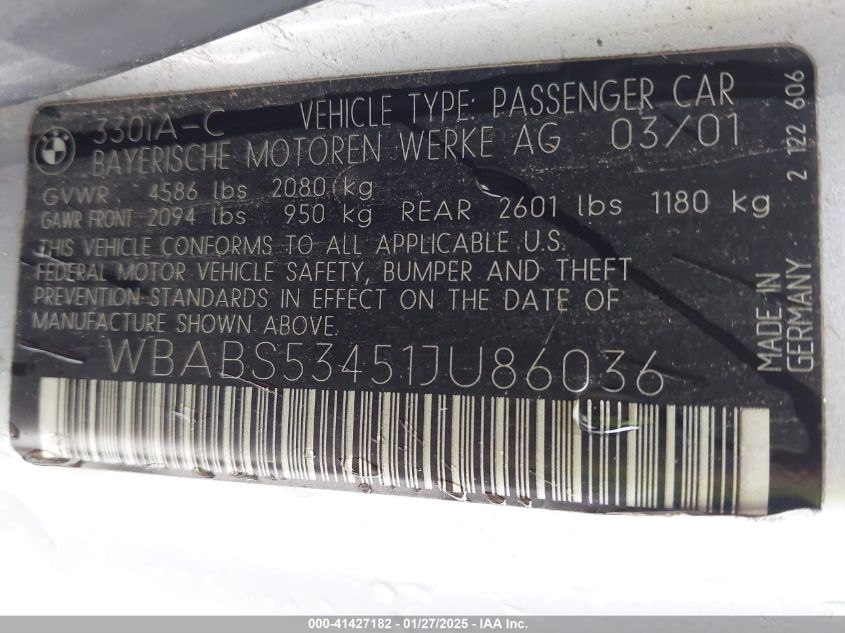 330iA-C VEHICLE TYPE: PASSENGER CAR
BAYERISCHE MOTOREN WERKE AG 03/01
GVWR 4586 lbs 2080 kg
GAWR FRONT 2094 lbs 950 kg REAR 2601 lbs 1180 kg
THIS VEHICLE CONFORMS TO ALL APPLICABLE U.S.
FEDERAL MOTOR VEHICLE SAFETY, BUMPER AND THEFT
PREVENTION STANDARDS IN EFFECT ON THE DATE OF
MANUFACTURE SHOWN ABOVE.
WBABS53451JU86036
2 122 606
MADE IN
GERMANY
000-41427182 - 01/27/2025 - IAA Inc.